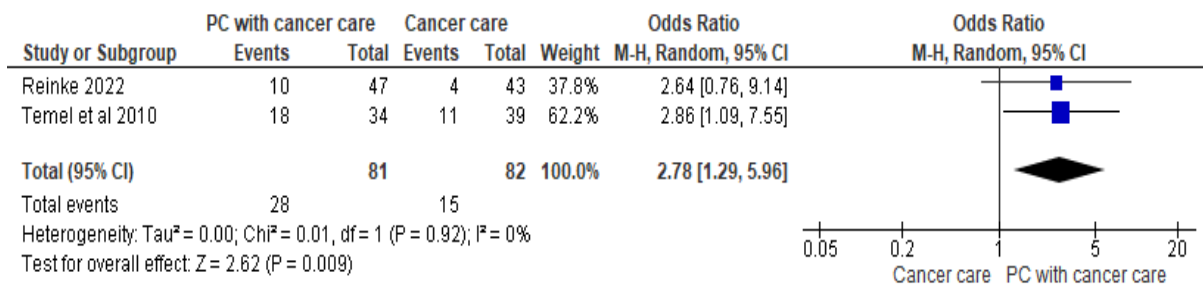 PC with cancer care Cancer care Odds Ratio Odds Ratio
Study or Subgroup Events Total Events Total Weight M-H, Random, 95% CI M-H, Random, 95% CI
Reinke 2022 10 47 4 43 37.8% 2.64 [0.76, 9.14]
Temel et al 2010 18 34 11 39 62.2% 2.86 [1.09, 7.55]
Total (95% CI) 81 82 100.0% 2.78 [1.29, 5.96]
Total events 28 15
Heterogeneity: Tau² = 0.00; Chi² = 0.01, df = 1 (P = 0.92); I² = 0%
Test for overall effect: Z = 2.62 (P = 0.009)
0.05 0.2 1 5 20
Cancer care PC with cancer care